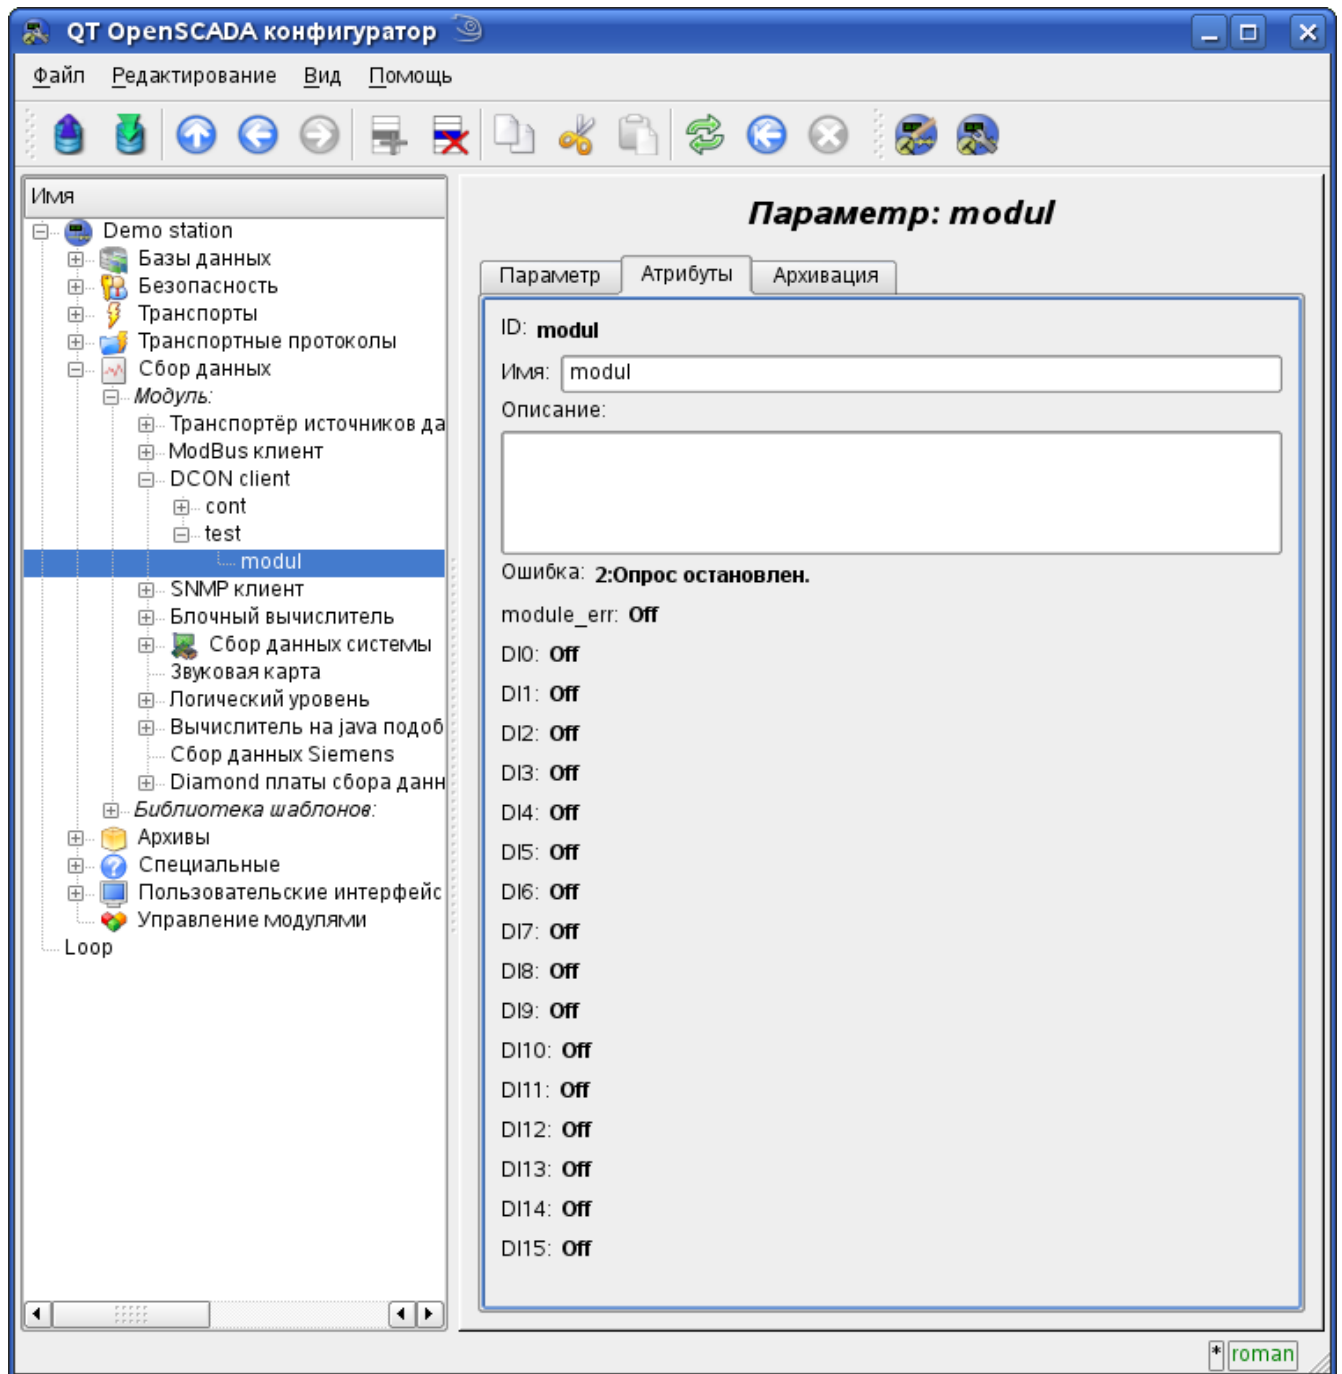 QT OpenSCADA конфигуратор
Файл Редактирование Вид Помощь
Имя
Demo station
Базы данных
Безопасность
Транспорты
Транспортные протоколы
Сбор данных
Модуль:
Транспортёр источников да
ModBus клиент
DCON client
cont
test
modul
SNMP клиент
Блочный вычислитель
Сбор данных системы
Звуковая карта
Логический уровень
Вычислитель на java подоб
Сбор данных Siemens
Diamond платы сбора данн
Библиотека шаблонов:
Архивы
Специальные
Пользовательские интерфейс
Управление модулями
Loop
Параметр: modul
Параметр Атрибуты Архивация
ID: modul
Имя: modul
Описание:
Ошибка: 2:Опрос остановлен.
module_err: Off
DI0: Off
DI1: Off
DI2: Off
DI3: Off
DI4: Off
DI5: Off
DI6: Off
DI7: Off
DI8: Off
DI9: Off
DI10: Off
DI11: Off
DI12: Off
DI13: Off
DI14: Off
DI15: Off
* roman